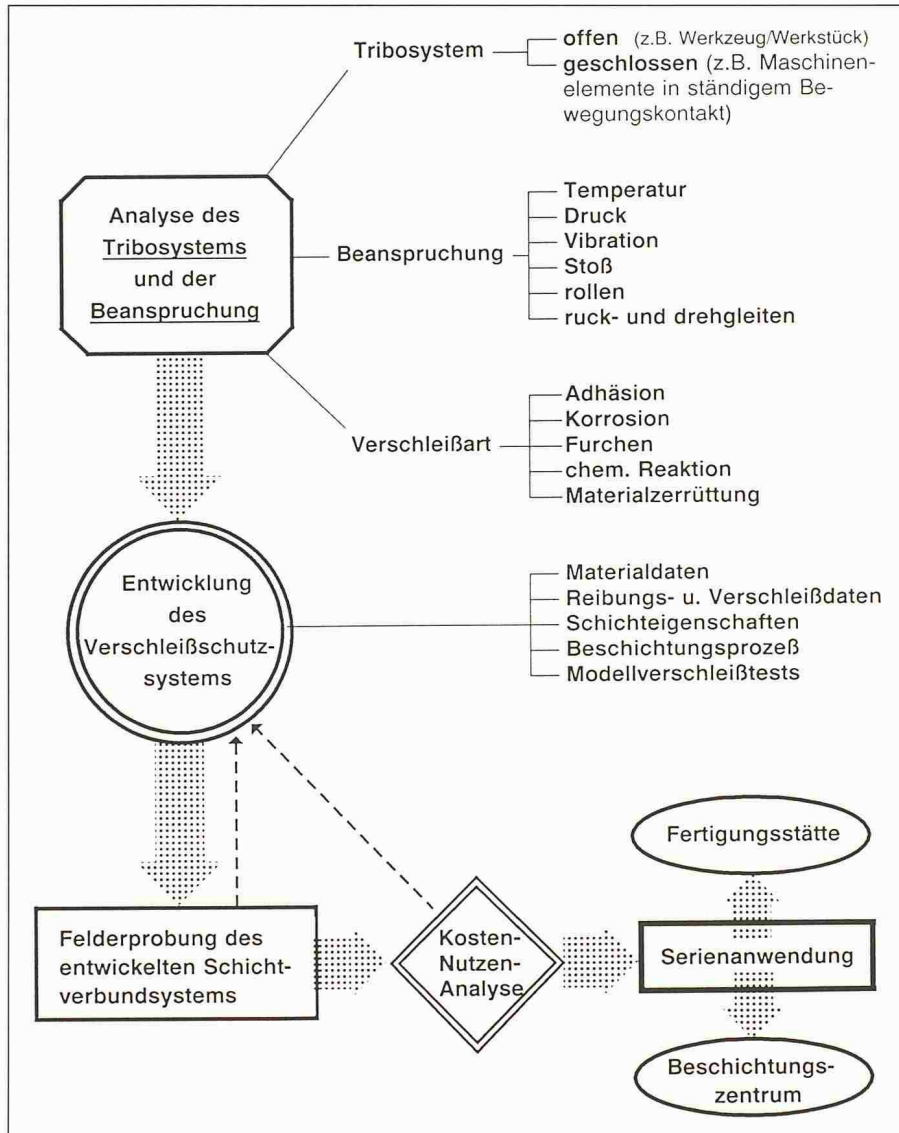 Tribosystem
offen (z.B. Werkzeug/Werkstück)
geschlossen (z.B. Maschinen-
elemente in ständigem Be-
wegungskontakt)
Analyse des
Tribosystems
und der
Beanspruchung
Beanspruchung
Temperatur
Druck
Vibration
Stoß
rollen
ruck- und drehgleiten
Verschleißart
Adhäsion
Korrosion
Furchen
chem. Reaktion
Materialzerrüttung
Entwicklung
des
Verschleißschutz-
systems
Materialdaten
Reibungs- u. Verschleißdaten
Schichteigenschaften
Beschichtungsprozeß
Modellverschleißtests
Felderprobung des
entwickelten Schicht-
verbundsystems
Kosten-
Nutzen-
Analyse
Fertigungsstätte
Serienanwendung
Beschichtungs-
zentrum